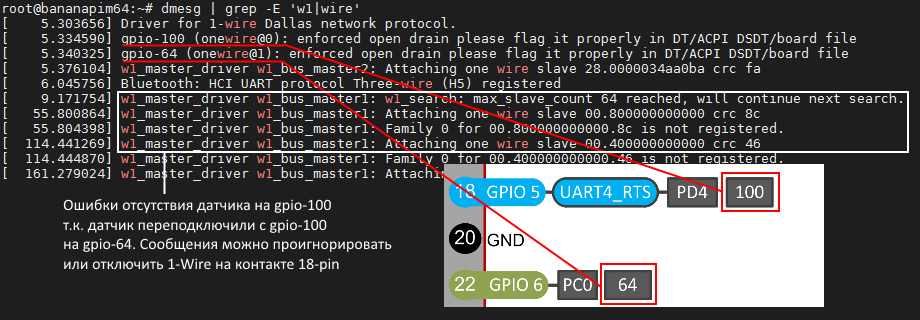 root@bananapim64:~# dmesg | grep -E 'w1|wire'
[    5.303656] Driver for 1-wire Dallas network protocol.
[    5.334590] gpio-100 (onewire@0): enforced open drain please flag it properly in DT/ACPI DSDT/board file
[    5.340325] gpio-64 (onewire@1): enforced open drain please flag it properly in DT/ACPI DSDT/board file
[    5.376104] w1_master_driver w1_bus_master2: Attaching one wire slave 28.0000034aa0ba crc fa
[    6.045756] Bluetooth: HCI UART protocol Three-wire (H5) registered
[    9.171754] w1_master_driver w1_bus_master1: w1_search: max_slave_count 64 reached, will continue next search.
[   55.800864] w1_master_driver w1_bus_master1: Attaching one wire slave 00.800000000000 crc 8c
[   55.804398] w1_master_driver w1_bus_master1: Family 0 for 00.800000000000.8c is not registered.
[  114.441269] w1_master_driver w1_bus_master1: Attaching one wire slave 00.400000000000 crc 46
[  114.444870] w1_master_driver w1_bus_master1: Family 0 for 00.400000000000.46 is not registered.
[  161.279024] w1_master_driver w1_bus_master1: Attaching
Ошибки отсутствия датчика на gpio-100
т.к. датчик переподключили с gpio-100
на gpio-64. Сообщения можно проигнорировать
или отключить 1-Wire на контакте 18-pin
18 GPIO 5 UART4_RTS PD4 100
20 GND
22 GPIO 6 PC0 64